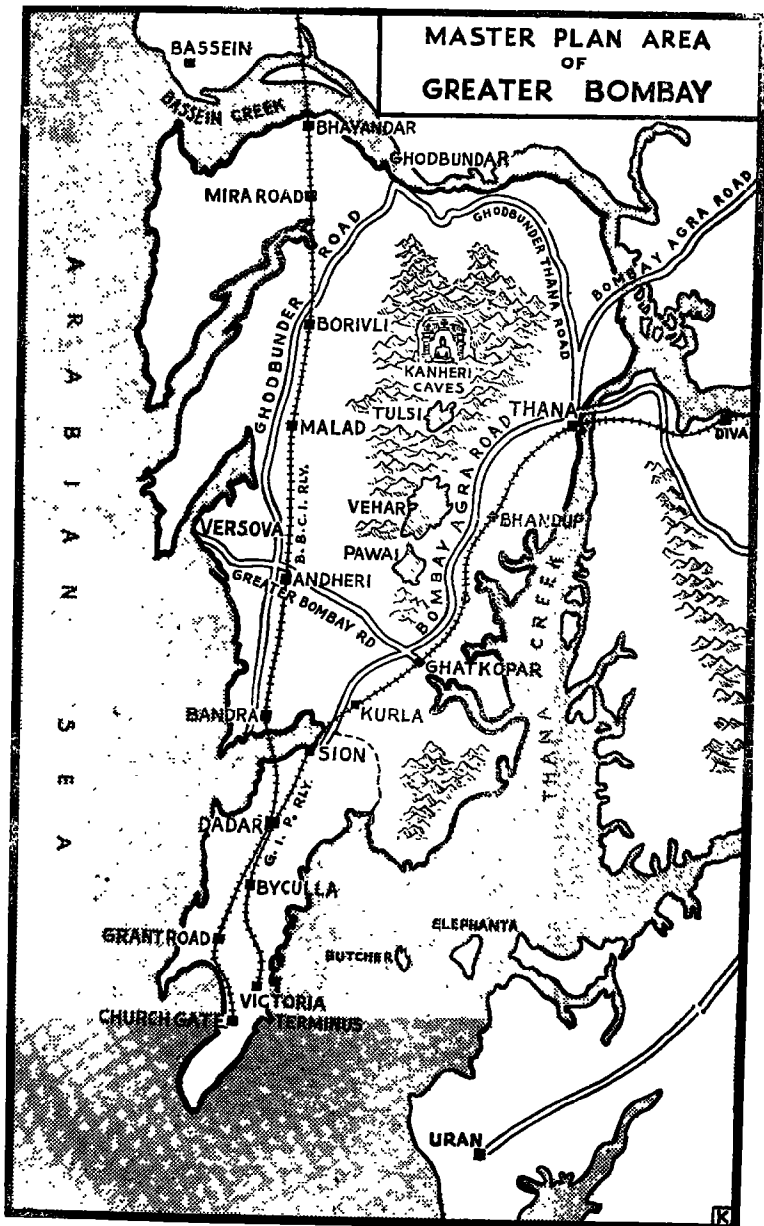 MASTER PLAN AREA
OF
GREATER BOMBAY
BASSEIN
BASSEIN CREEK
BHAYANDAR
GHODBUNDAR
MIRA ROAD
GHODBUNDER ROAD
GHODBUNDER THANA ROAD
BOMBAY AGRA ROAD
ARABIAN SEA
BORIVLI
KANHERI
CAVES
TULSI
THANA
DIVA
MALAD
B.B.C.I. RLY.
BOMBAY AGRA ROAD
VEHAR
BHANDUP
VERSOVA
PAWAI
ANDHERI
GREATER BOMBAY RD
THANA CREEK
GHATKOPAR
BANDRA
KURLA
SION
THANA CREEK
DADAR
G.I.P. RLY.
BYCULLA
GRANT ROAD
BUTCHER
ELEPHANTA
VICTORIA
TERMINUS
CHURCH GATE
URAN
K